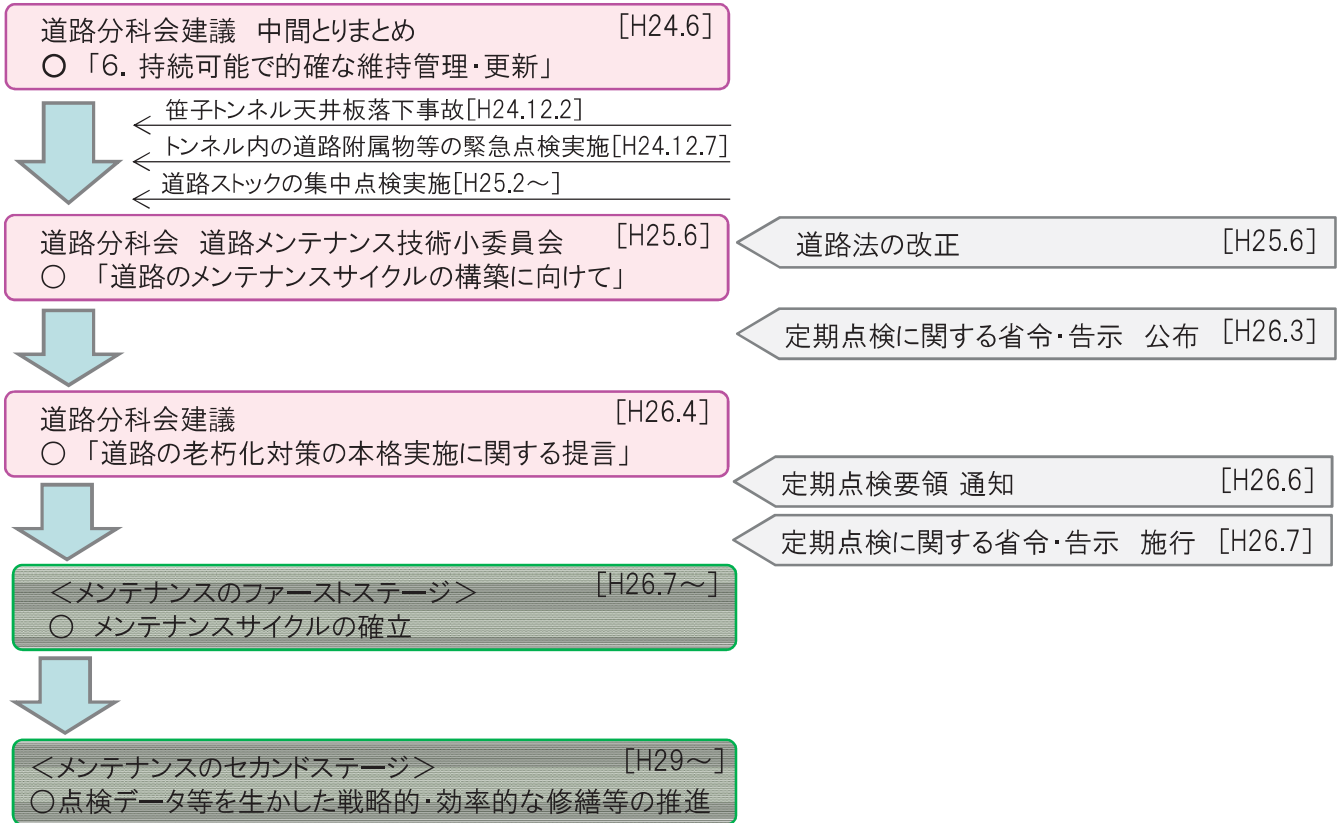 道路分科会建議 中間とりまとめ [H24.6]
○ 「6. 持続可能で的確な維持管理・更新」
笹子トンネル天井板落下事故[H24.12.2]
トンネル内の道路附属物等の緊急点検実施[H24.12.7]
道路ストックの集中点検実施[H25.2～]
道路分科会 道路メンテナンス技術小委員会 [H25.6]
○ 「道路のメンテナンスサイクルの構築に向けて」
道路法の改正 [H25.6]
定期点検に関する省令・告示 公布 [H26.3]
道路分科会建議 [H26.4]
○ 「道路の老朽化対策の本格実施に関する提言」
定期点検要領 通知 [H26.6]
定期点検に関する省令・告示 施行 [H26.7]
＜メンテナンスのファーストステージ＞ [H26.7～]
○ メンテナンスサイクルの確立
＜メンテナンスのセカンドステージ＞ [H29～]
○点検データ等を生かした戦略的・効率的な修繕等の推進